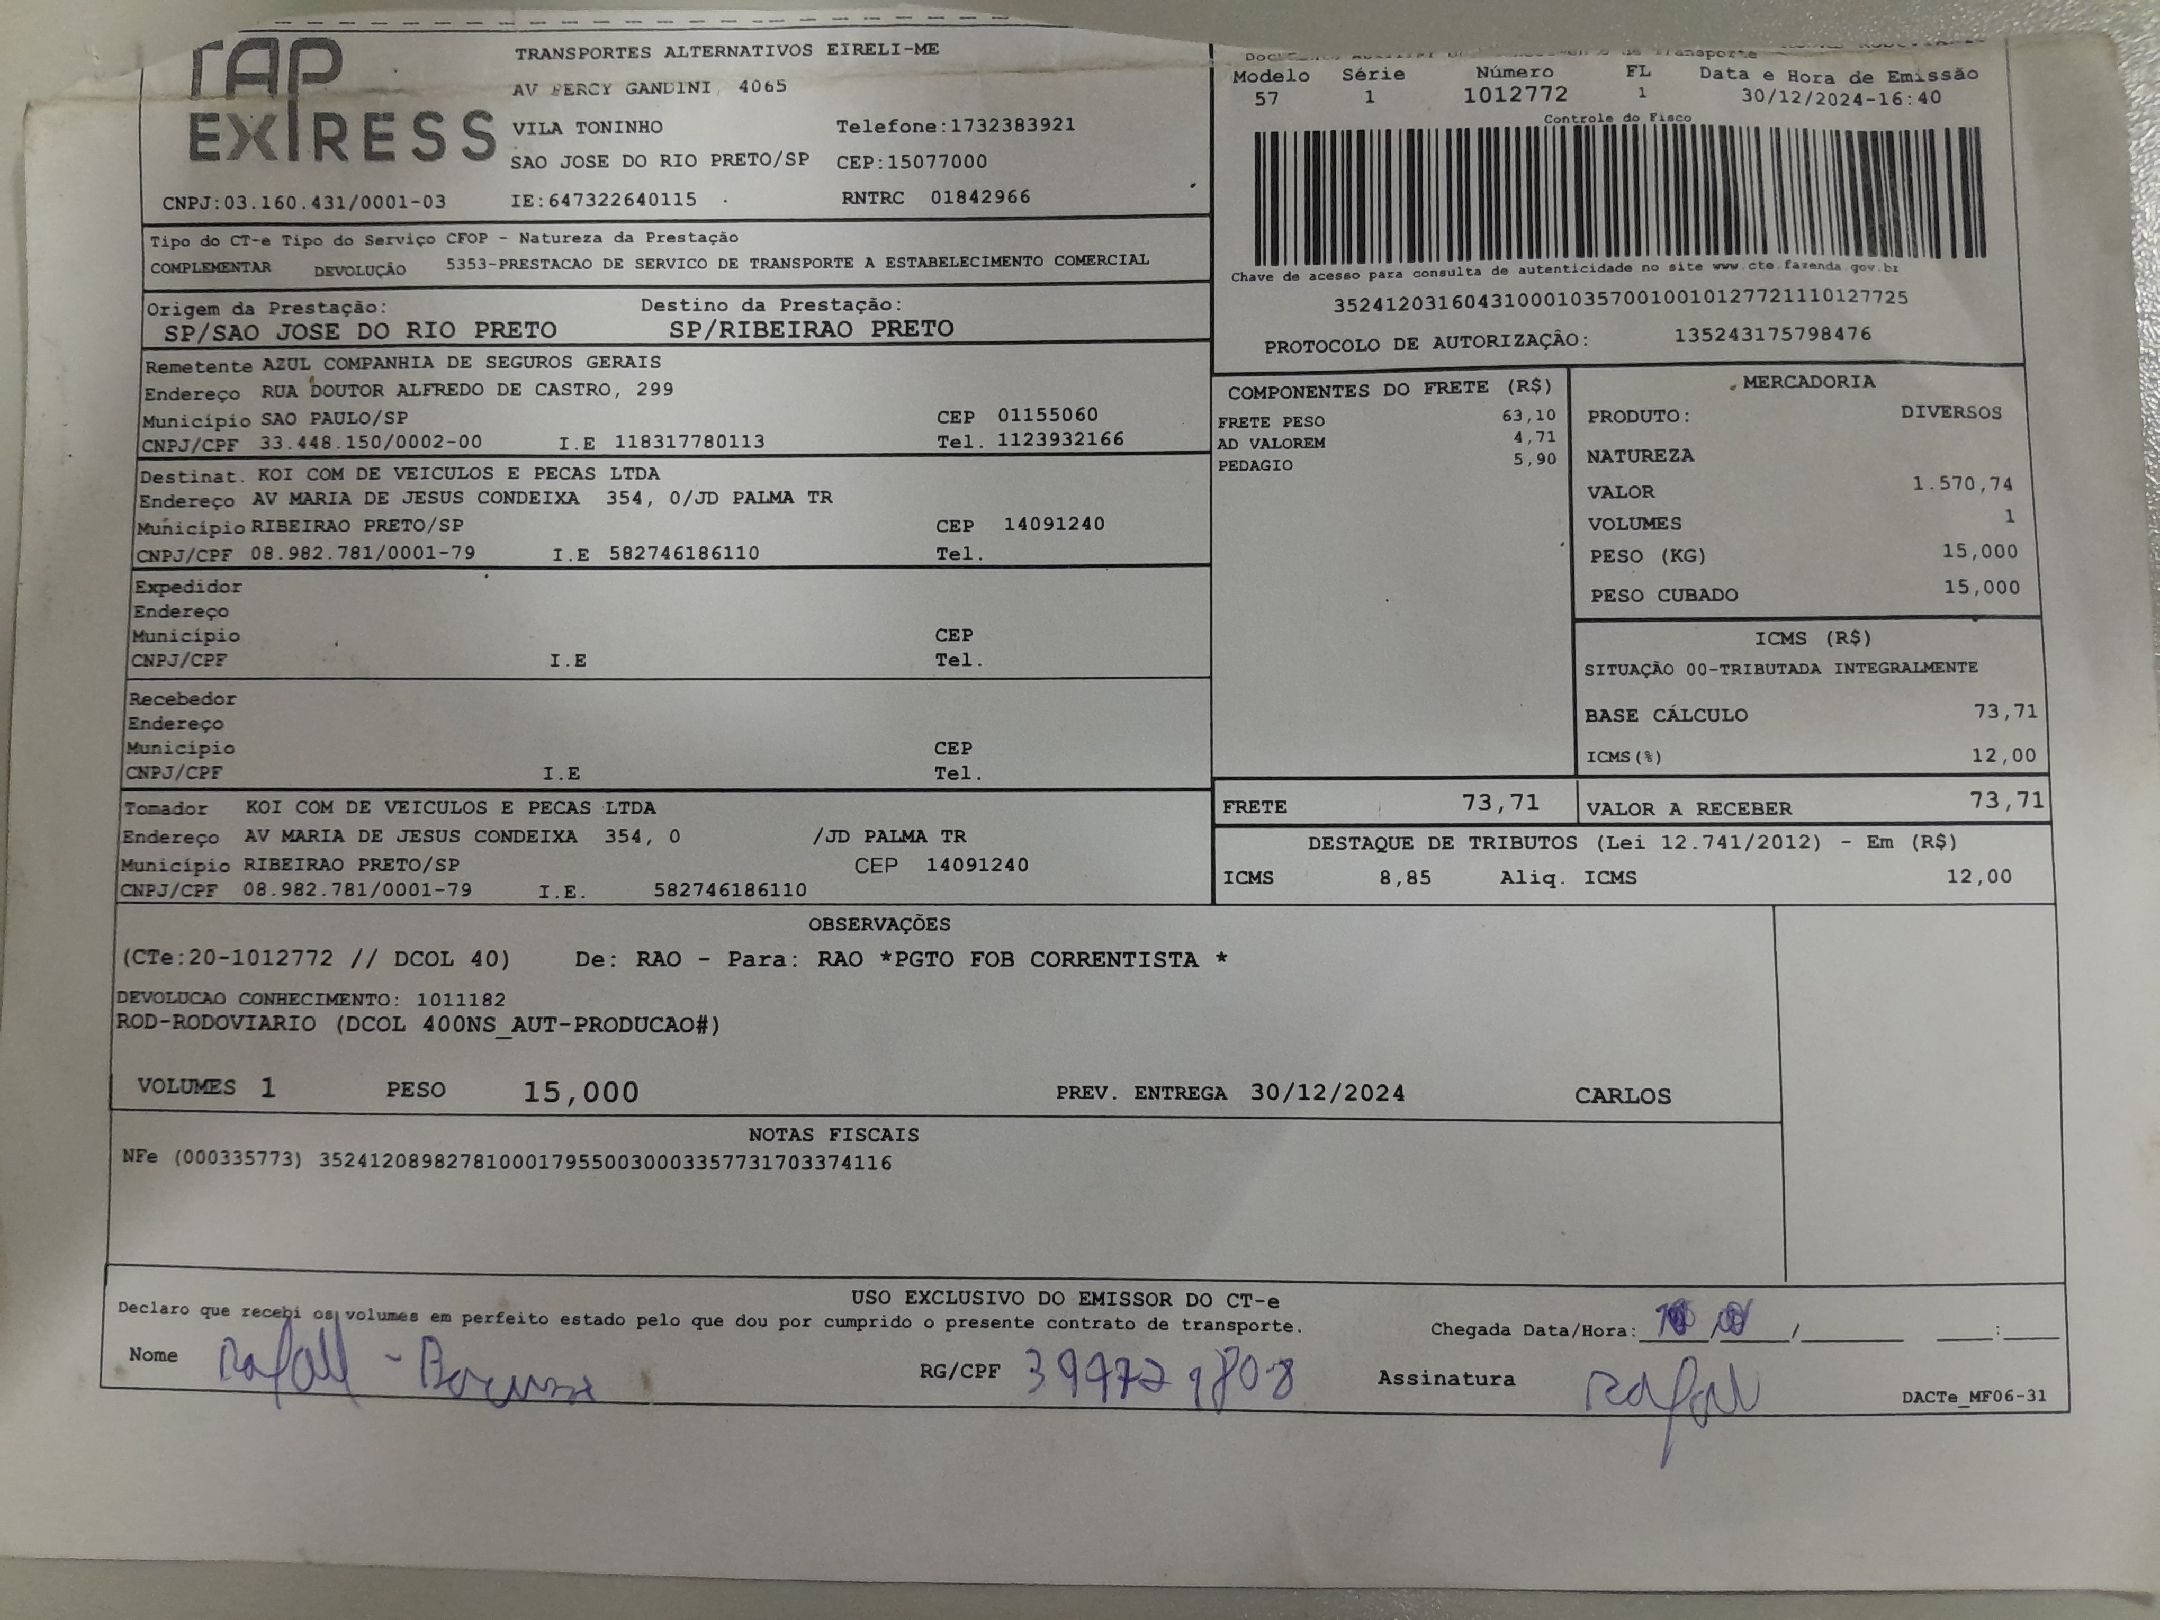 TAP
EXPRESS
TRANSPORTES ALTERNATIVOS EIRELI-ME
AV PERCY GANDINI, 4065
VILA TONINHO Telefone:1732383921
SAO JOSE DO RIO PRETO/SP CEP:15077000
CNPJ:03.160.431/0001-03 IE:647322640115 RNTRC 01842966
de Transporte
Modelo Série Número FL Data e Hora de Emissão
57 1 1012772 1 30/12/2024-16:40
Controle do Fisco
Chave de acesso para consulta de autenticidade no site www.cte.fazenda.gov.br
35241203160431000103570010010127721110127725
PROTOCOLO DE AUTORIZAÇÃO: 135243175798476
Tipo do CT-e Tipo do Serviço CFOP - Natureza da Prestação
COMPLEMENTAR DEVOLUÇÃO 5353-PRESTACAO DE SERVICO DE TRANSPORTE A ESTABELECIMENTO COMERCIAL
Origem da Prestação: Destino da Prestação:
SP/SAO JOSE DO RIO PRETO SP/RIBEIRAO PRETO
Remetente AZUL COMPANHIA DE SEGUROS GERAIS
Endereço RUA DOUTOR ALFREDO DE CASTRO, 299
Município SAO PAULO/SP CEP 01155060
CNPJ/CPF 33.448.150/0002-00 I.E 118317780113 Tel. 1123932166
Destinat. KOI COM DE VEICULOS E PECAS LTDA
Endereço AV MARIA DE JESUS CONDEIXA 354, 0/JD PALMA TR
Município RIBEIRAO PRETO/SP CEP 14091240
CNPJ/CPF 08.982.781/0001-79 I.E 582746186110 Tel.
Expedidor
Endereço
Município CEP
CNPJ/CPF I.E Tel.
Recebedor
Endereço
Município CEP
CNPJ/CPF I.E Tel.
Tomador KOI COM DE VEICULOS E PECAS LTDA
Endereço AV MARIA DE JESUS CONDEIXA 354, 0 /JD PALMA TR
Município RIBEIRAO PRETO/SP CEP 14091240
CNPJ/CPF 08.982.781/0001-79 I.E. 582746186110
COMPONENTES DO FRETE (R$)
FRETE PESO 63,10
AD VALOREM 4,71
PEDAGIO 5,90
MERCADORIA
PRODUTO: DIVERSOS
NATUREZA
VALOR 1.570,74
VOLUMES 1
PESO (KG) 15,000
PESO CUBADO 15,000
ICMS (R$)
SITUAÇÃO 00-TRIBUTADA INTEGRALMENTE
BASE CÁLCULO 73,71
ICMS(%) 12,00
FRETE 73,71 VALOR A RECEBER 73,71
DESTAQUE DE TRIBUTOS (Lei 12.741/2012) - Em (R$)
ICMS 8,85 Aliq. ICMS 12,00
OBSERVAÇÕES
(CTe:20-1012772 // DCOL 40) De: RAO - Para: RAO *PGTO FOB CORRENTISTA *
DEVOLUCAO CONHECIMENTO: 1011182
ROD-RODOVIARIO (DCOL 400NS_AUT-PRODUCAO#)
VOLUMES 1 PESO 15,000 PREV. ENTREGA 30/12/2024 CARLOS
NOTAS FISCAIS
NFe (000335773) 35241208982781000179550030003357731703374116
USO EXCLUSIVO DO EMISSOR DO CT-e
Declaro que recebi os volumes em perfeito estado pelo que dou por cumprido o presente contrato de transporte.
Chegada Data/Hora: / / :
Nome Rafael - RG/CPF 399721808 Assinatura Rafael
DACTe_MF06-31